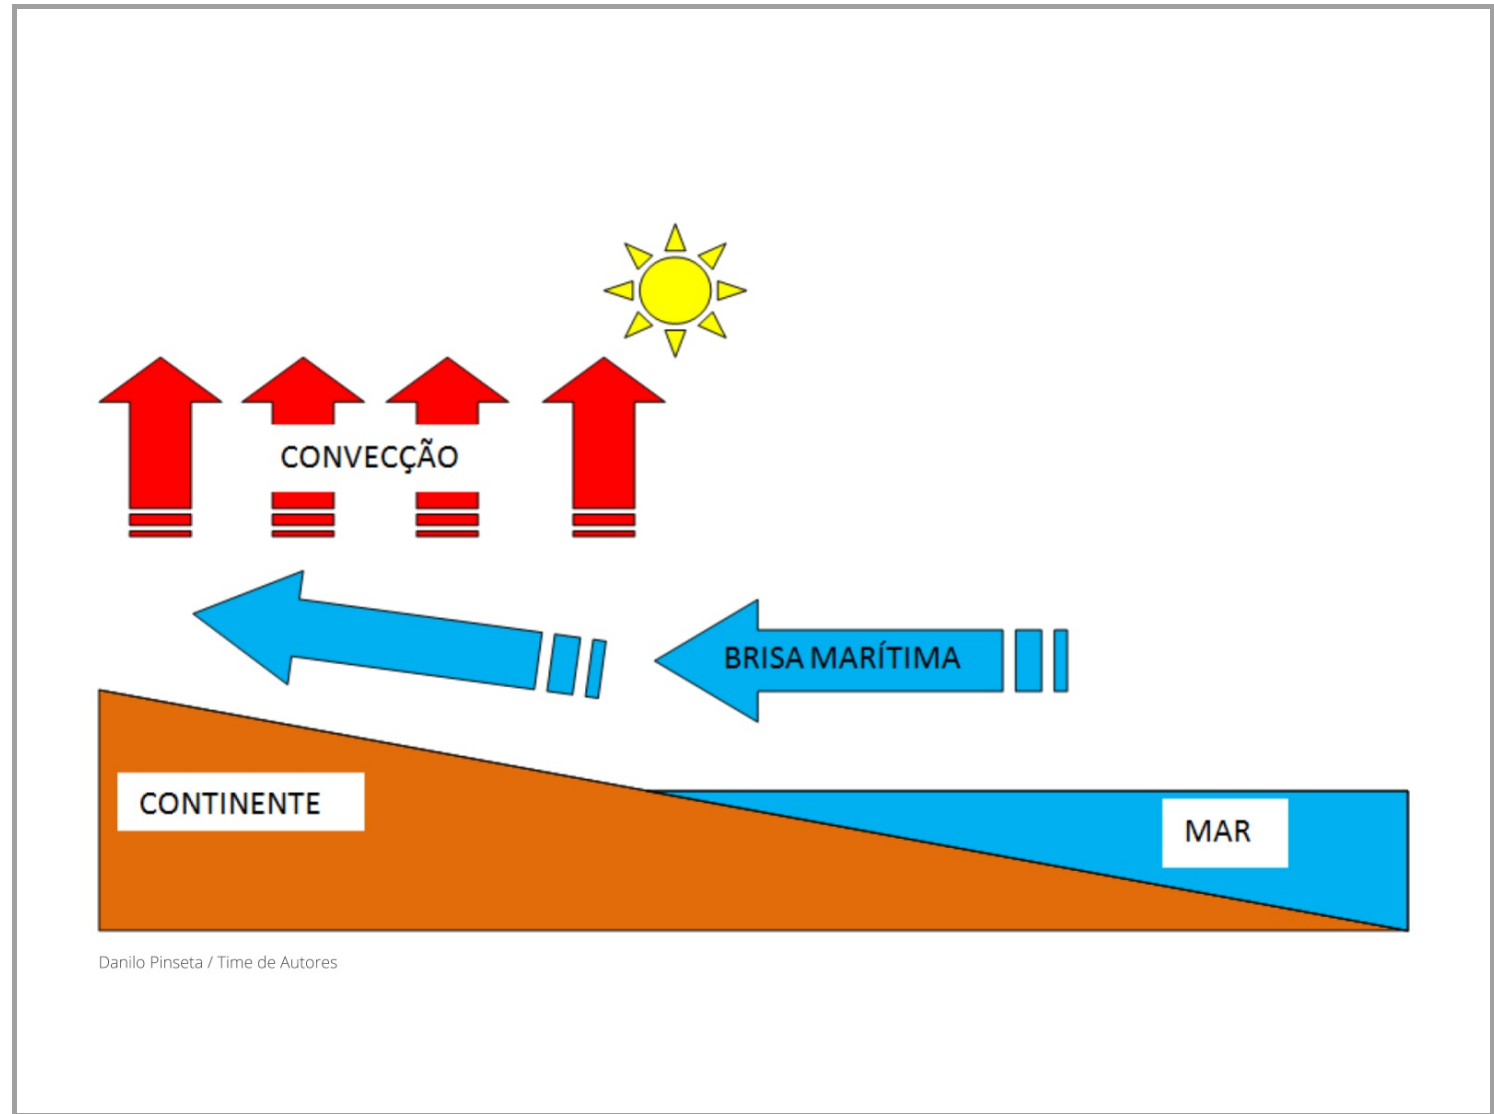 CONVECÇÃO
BRISA MARÍTIMA
CONTINENTE
MAR
Danilo Pinseta / Time de Autores